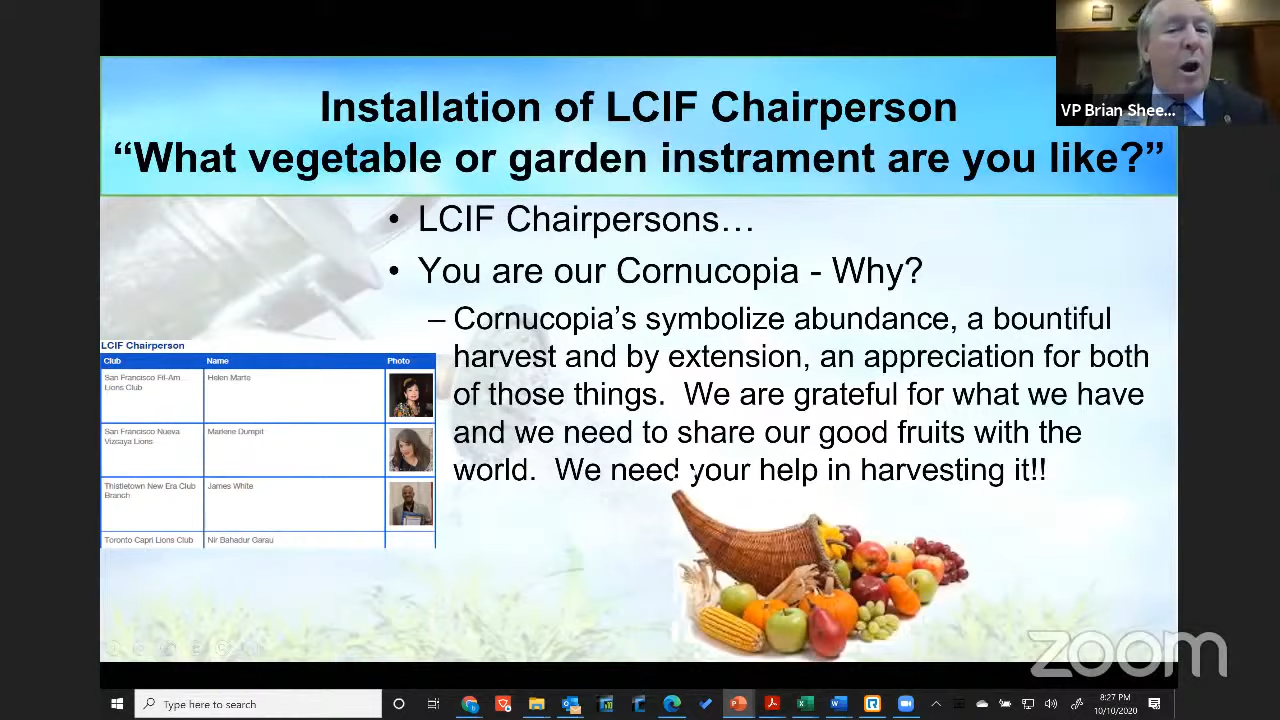 Installation of LCIF Chairperson
“What vegetable or garden instrament are you like?”
VP Brian Shee...
• LCIF Chairpersons…
• You are our Cornucopia - Why?
– Cornucopia’s symbolize abundance, a bountiful
harvest and by extension, an appreciation for both
of those things. We are grateful for what we have
and we need to share our good fruits with the
world. We need your help in harvesting it!!
LCIF Chairperson
Club Name Photo
San Francisco Fil-Am Helen Marte
Lions Club
San Francisco Nueva Marlene Dumpit
Vizcaya Lions
Thistletown New Era Club James White
Branch
Toronto Capri Lions Club Nir Bahadur Garau
zoom
Type here to search
8:27 PM
10/10/2020